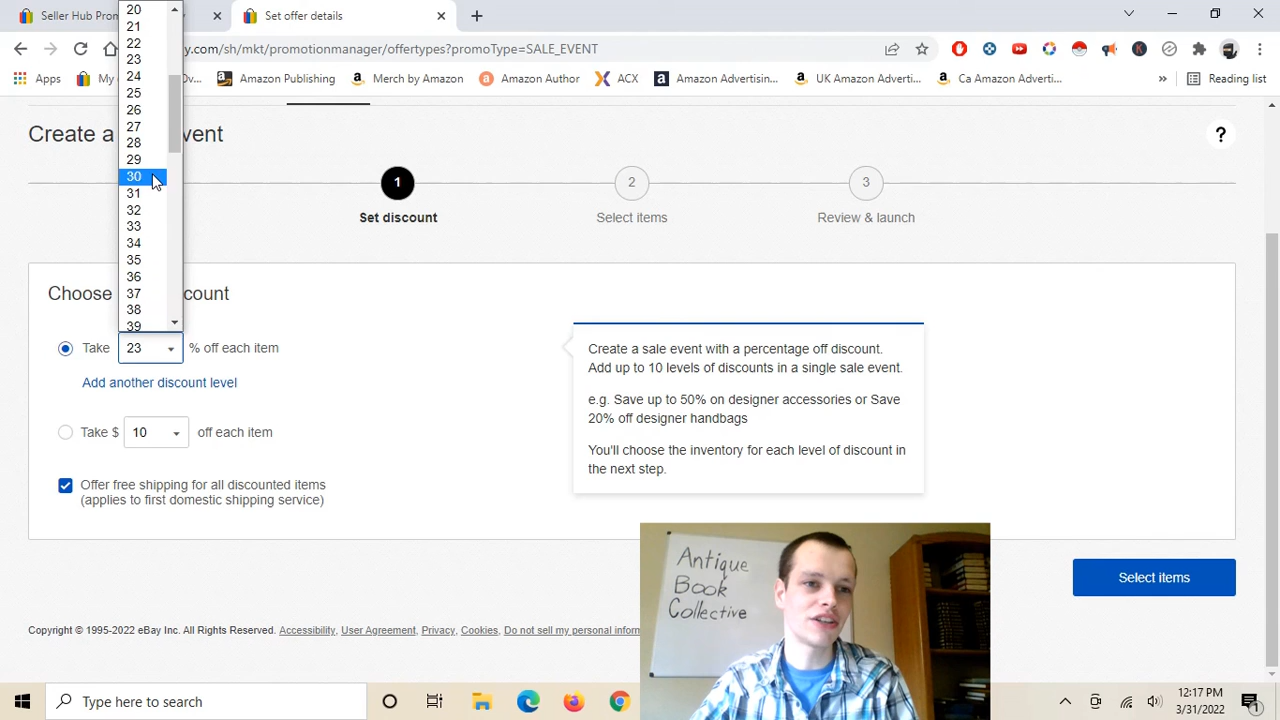 Seller Hub Prom
Set offer details
y.com/sh/mkt/promotionmanager/offertypes?promoType=SALE_EVENT
Apps
My
Dv...
Amazon Publishing
Merch by Amazon
Amazon Author
ACX
Amazon Advertising...
UK Amazon Adverti...
Ca Amazon Adverti...
Reading list
20
21
22
23
24
25
26
27
28
29
30
31
32
33
34
35
36
37
38
39
Create a
vent
?
1
2
3
Set discount
Select items
Review & launch
Choose
count
Take 23 % off each item
Add another discount level
Take $ 10 off each item
Offer free shipping for all discounted items
(applies to first domestic shipping service)
Create a sale event with a percentage off discount.
Add up to 10 levels of discounts in a single sale event.
e.g. Save up to 50% on designer accessories or Save
20% off designer handbags
You'll choose the inventory for each level of discount in
the next step.
Antique
Book
Collective
Select items
Copyright © 1995-2022 eBay Inc. All Rights Reserved. Accessibility, User Agreement, Privacy, Cookies, my personal inform
Type here to search
12:17 PM
3/31/2022
1